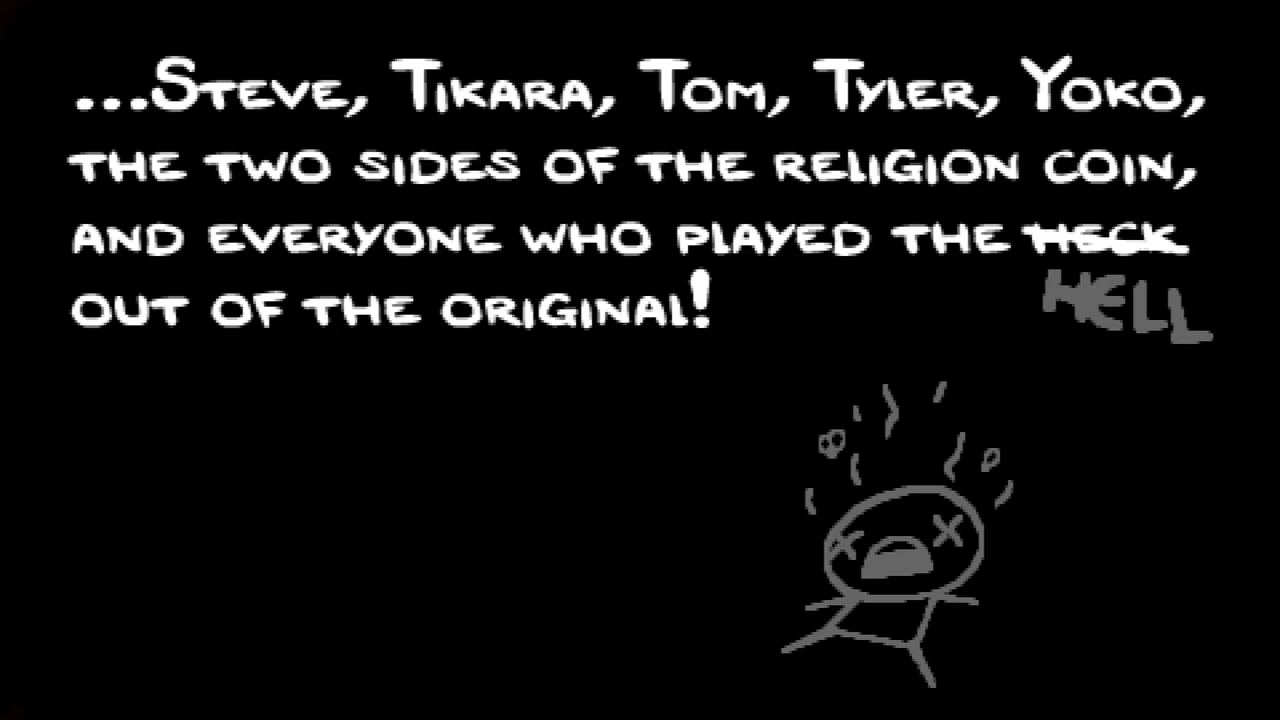 ...Steve, Tikara, Tom, Tyler, Yoko,
the two sides of the religion coin,
and everyone who played the heck
HELL
out of the original!